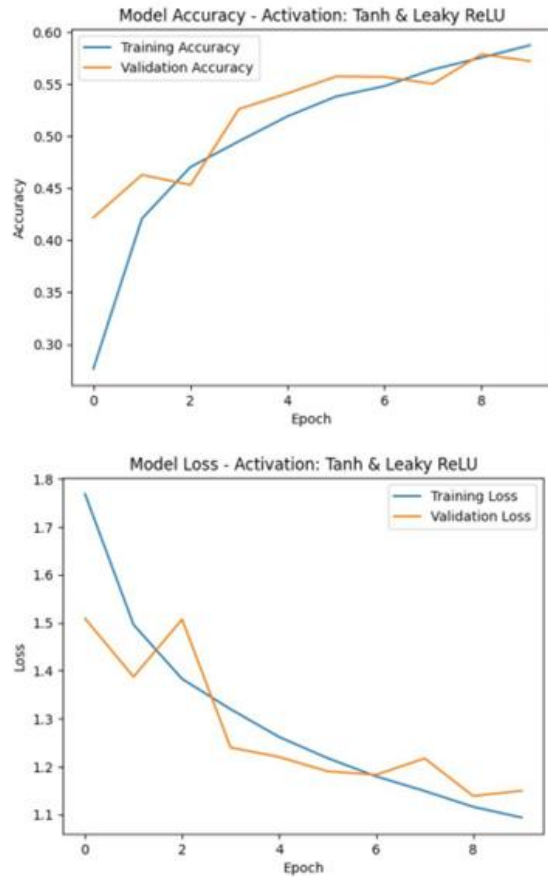 Model Accuracy - Activation: Tanh & Leaky ReLU
0.60
Training Accuracy
Validation Accuracy
0.55
0.50
0.45
Accuracy
0.40
0.35
0.30
0 2 4 6 8
Epoch
Model Loss - Activation: Tanh & Leaky ReLU
1.8
Training Loss
Validation Loss
1.7
1.6
1.5
Loss
1.4
1.3
1.2
1.1
0 2 4 6 8
Epoch